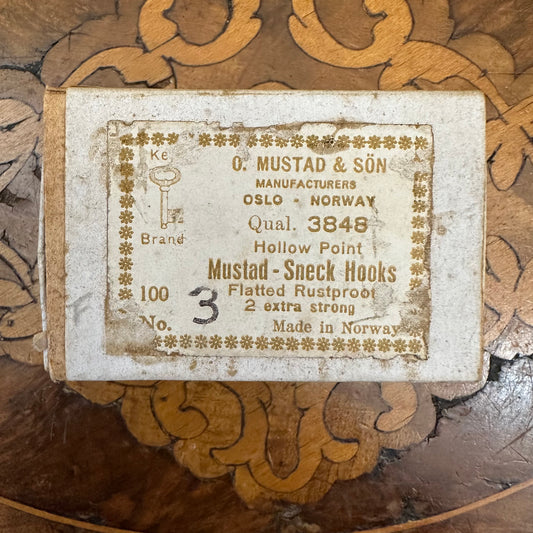 O. MUSTAD & SÖN
MANUFACTURERS
OSLO - NORWAY
Ke
Brand
Qual. 3848
Hollow Point
Mustad - Sneck Hooks
Flatted Rustproof
2 extra strong
100
No. 3
Made in Norway